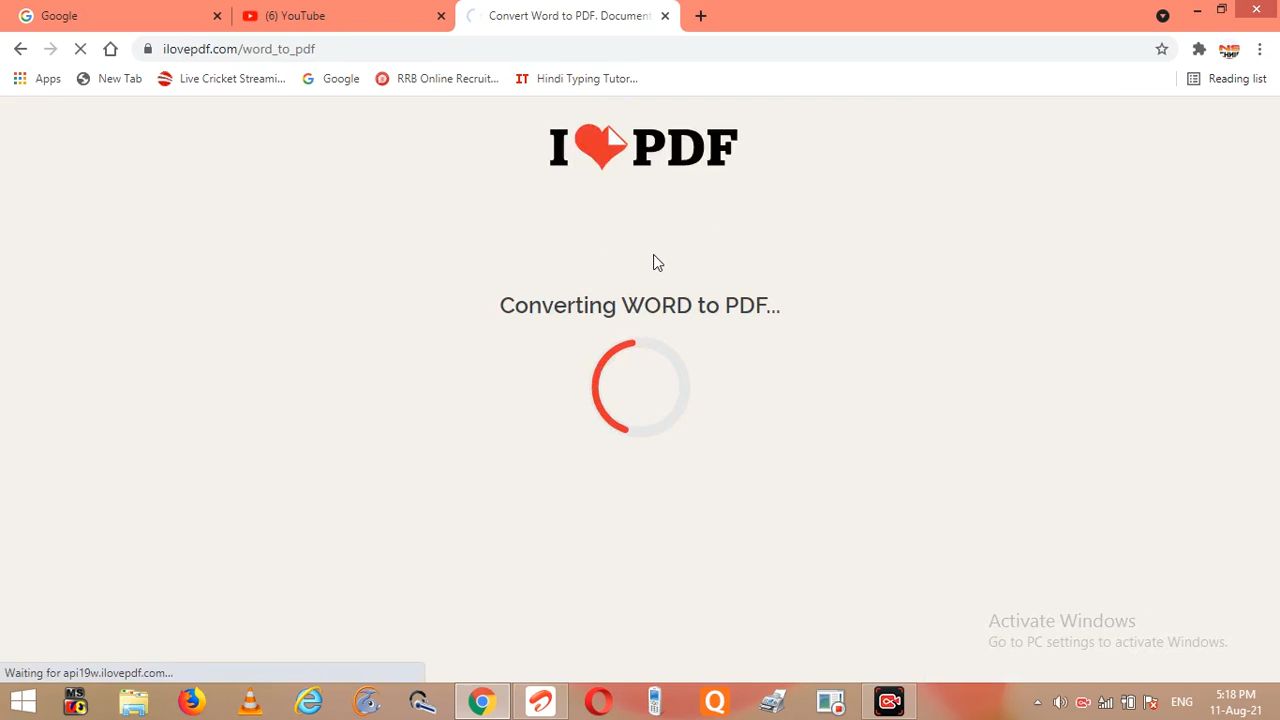 Google
(6) YouTube
Convert Word to PDF. Document
ilovepdf.com/word_to_pdf
Apps
New Tab
Live Cricket Streami...
Google
RRB Online Recruit...
IT
Hindi Typing Tutor...
Reading list
I PDF
Converting WORD to PDF...
Activate Windows
Go to PC settings to activate Windows.
Waiting for api19w.ilovepdf.com...
MS
Q
ENG
5:18 PM
11-Aug-21